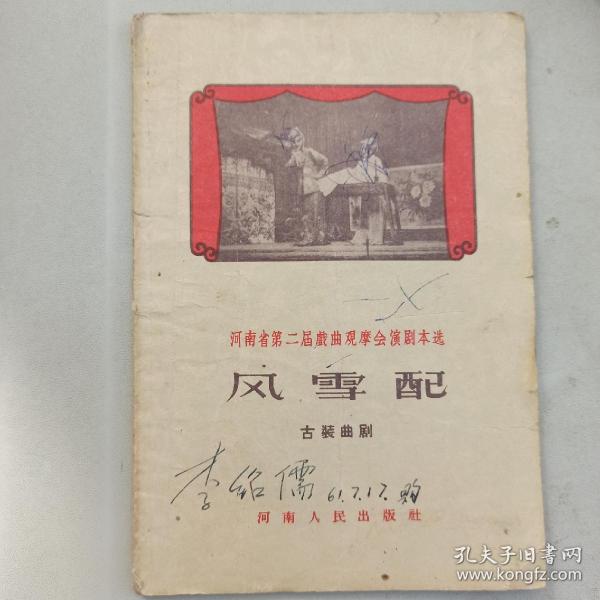 河南省第二届戲曲观摩会演剧本选
风雪配
古装曲剧
李绍儒 61.7.17.购
河南人民出版社
孔夫子旧书网
www.kongfz.com